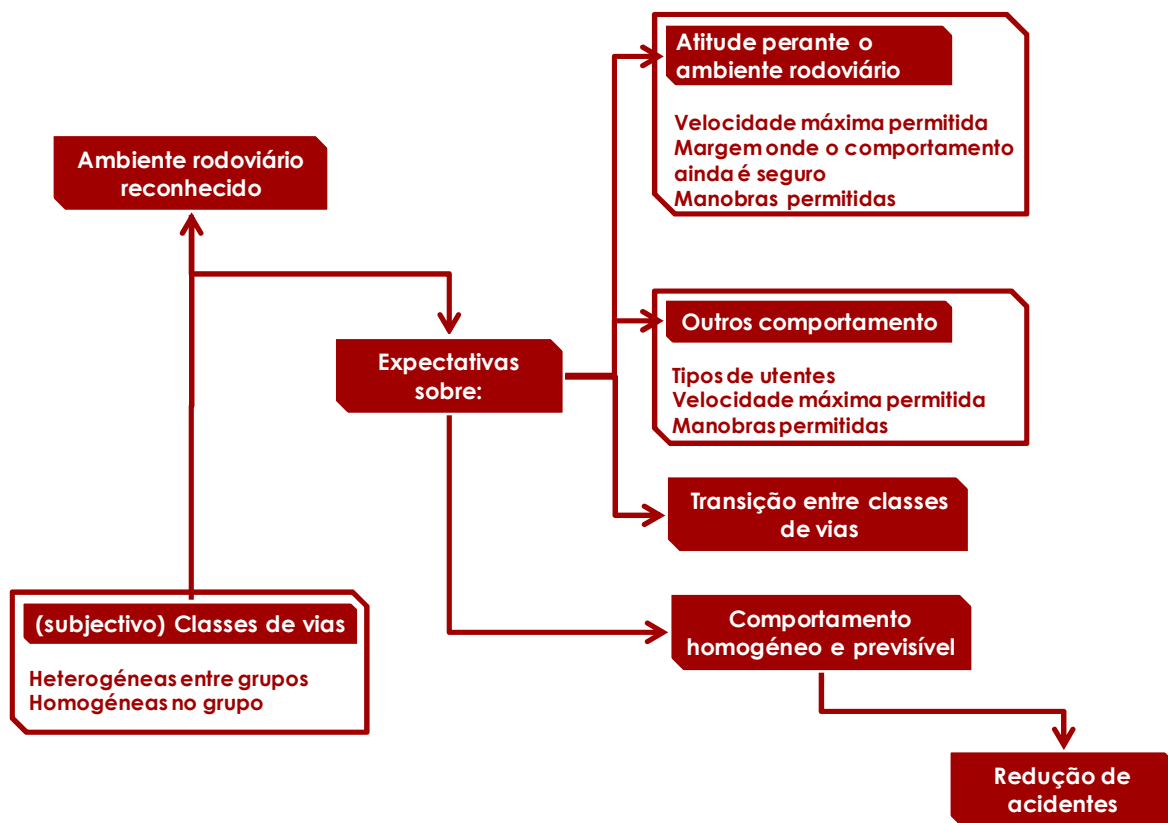 Atitude perante o
ambiente rodoviário
Velocidade máxima permitida
Margem onde o comportamento
ainda é seguro
Manobras permitidas
Ambiente rodoviário
reconhecido
Outros comportamento
Tipos de utentes
Velocidade máxima permitida
Manobras permitidas
Expectativas
sobre:
Transição entre classes
de vias
(subjectivo) Classes de vias
Heterogéneas entre grupos
Homogéneas no grupo
Comportamento
homogéneo e previsível
Redução de
acidentes